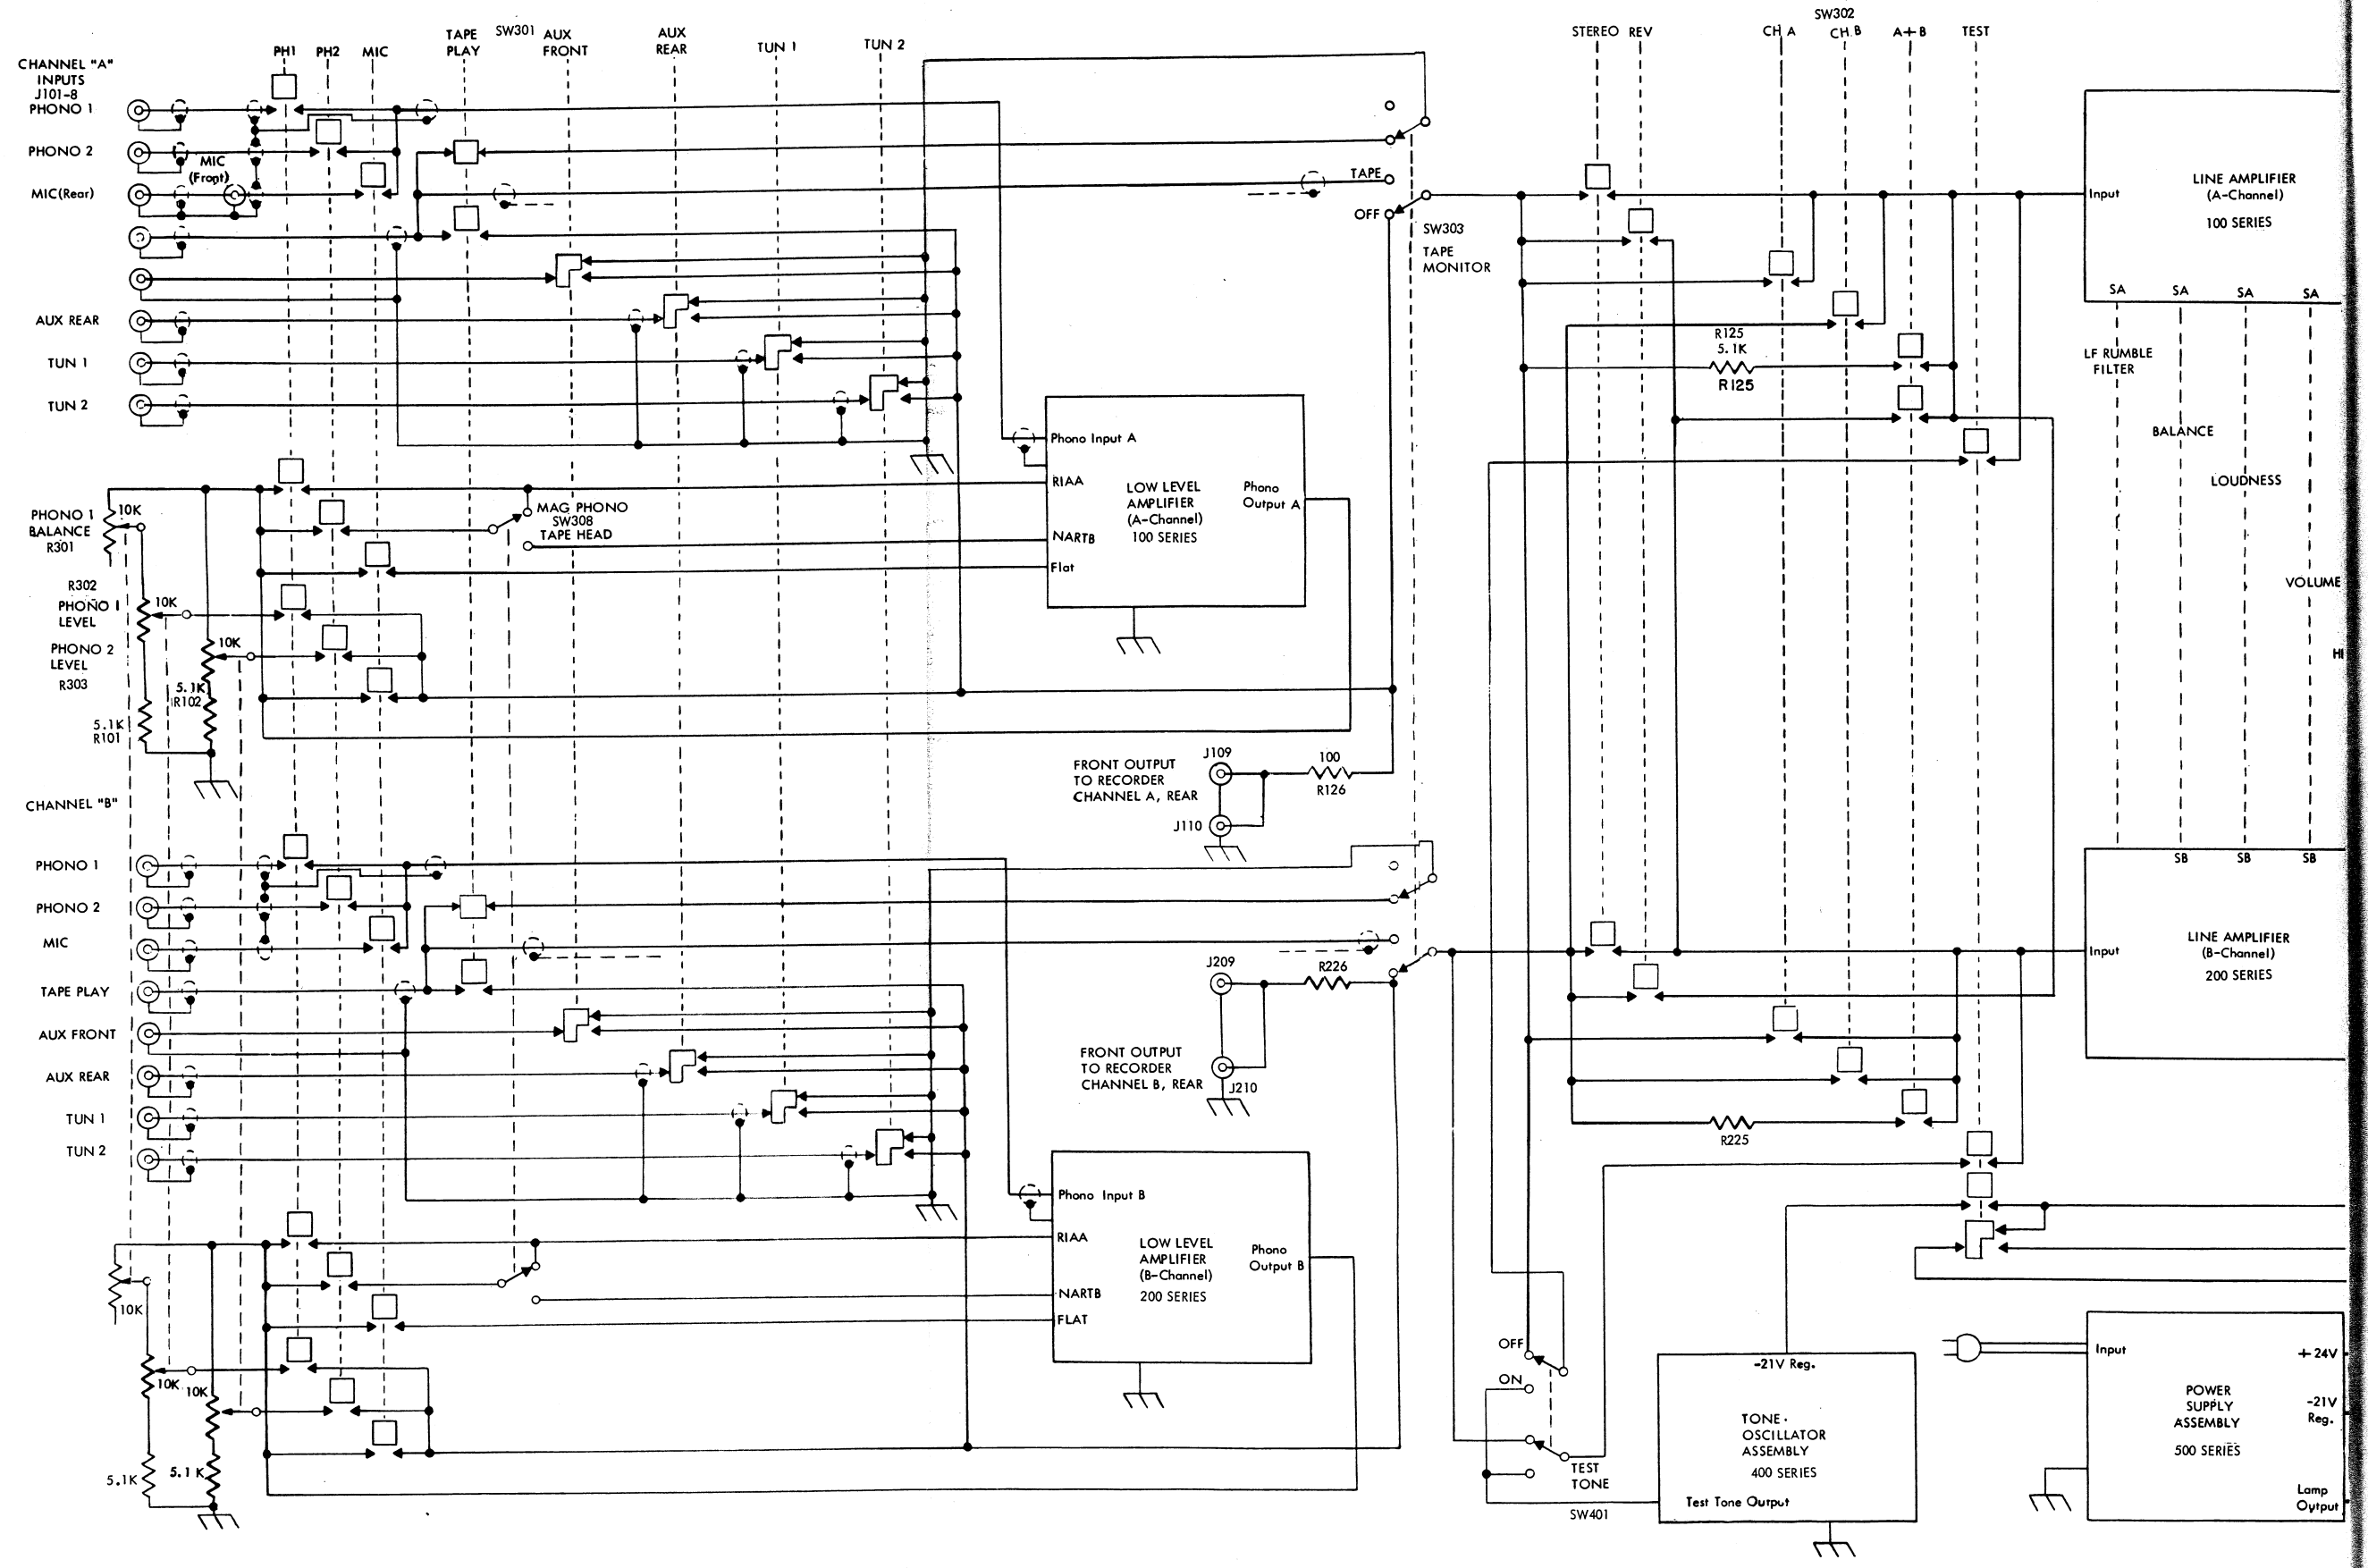 SW301
SW302
PH1 PH2 MIC
TAPE
PLAY
AUX
FRONT
AUX
REAR
TUN 1
TUN 2
STEREO REV
CH A
CH B
A+B
TEST
CHANNEL "A"
INPUTS
J101-8
PHONO 1
PHONO 2
MIC
(Front)
MIC(Rear)
AUX REAR
TUN 1
TUN 2
TAPE
OFF
SW303
TAPE
MONITOR
R125
5.1K
R125
Input
LINE AMPLIFIER
(A-Channel)
100 SERIES
SA
SA
SA
SA
LF RUMBLE
FILTER
BALANCE
LOUDNESS
VOLUME
PHONO 1
BALANCE
R301
10K
R302
PHONO 1
LEVEL
10K
PHONO 2
LEVEL
R303
10K
5.1K
R102
5.1K
R101
MAG PHONO
SW308
TAPE HEAD
Phono Input A
RIAA
NARTB
Flat
LOW LEVEL
AMPLIFIER
(A-Channel)
100 SERIES
Phono
Output A
FRONT OUTPUT
TO RECORDER
CHANNEL A, REAR
J109
J110
100
R126
CHANNEL "B"
PHONO 1
PHONO 2
MIC
TAPE PLAY
AUX FRONT
AUX REAR
TUN 1
TUN 2
J209
R226
FRONT OUTPUT
TO RECORDER
CHANNEL B, REAR
J210
R225
SB
SB
SB
Input
LINE AMPLIFIER
(B-Channel)
200 SERIES
10K
10K
10K
5.1K
5.1K
Phono Input B
RIAA
NARTB
FLAT
LOW LEVEL
AMPLIFIER
(B-Channel)
200 SERIES
Phono
Output B
OFF
ON
TEST
TONE
SW401
-21V Reg.
TONE
OSCILLATOR
ASSEMBLY
400 SERIES
Test Tone Output
Input
POWER
SUPPLY
ASSEMBLY
500 SERIES
+24V
-21V
Reg.
Lamp
Output